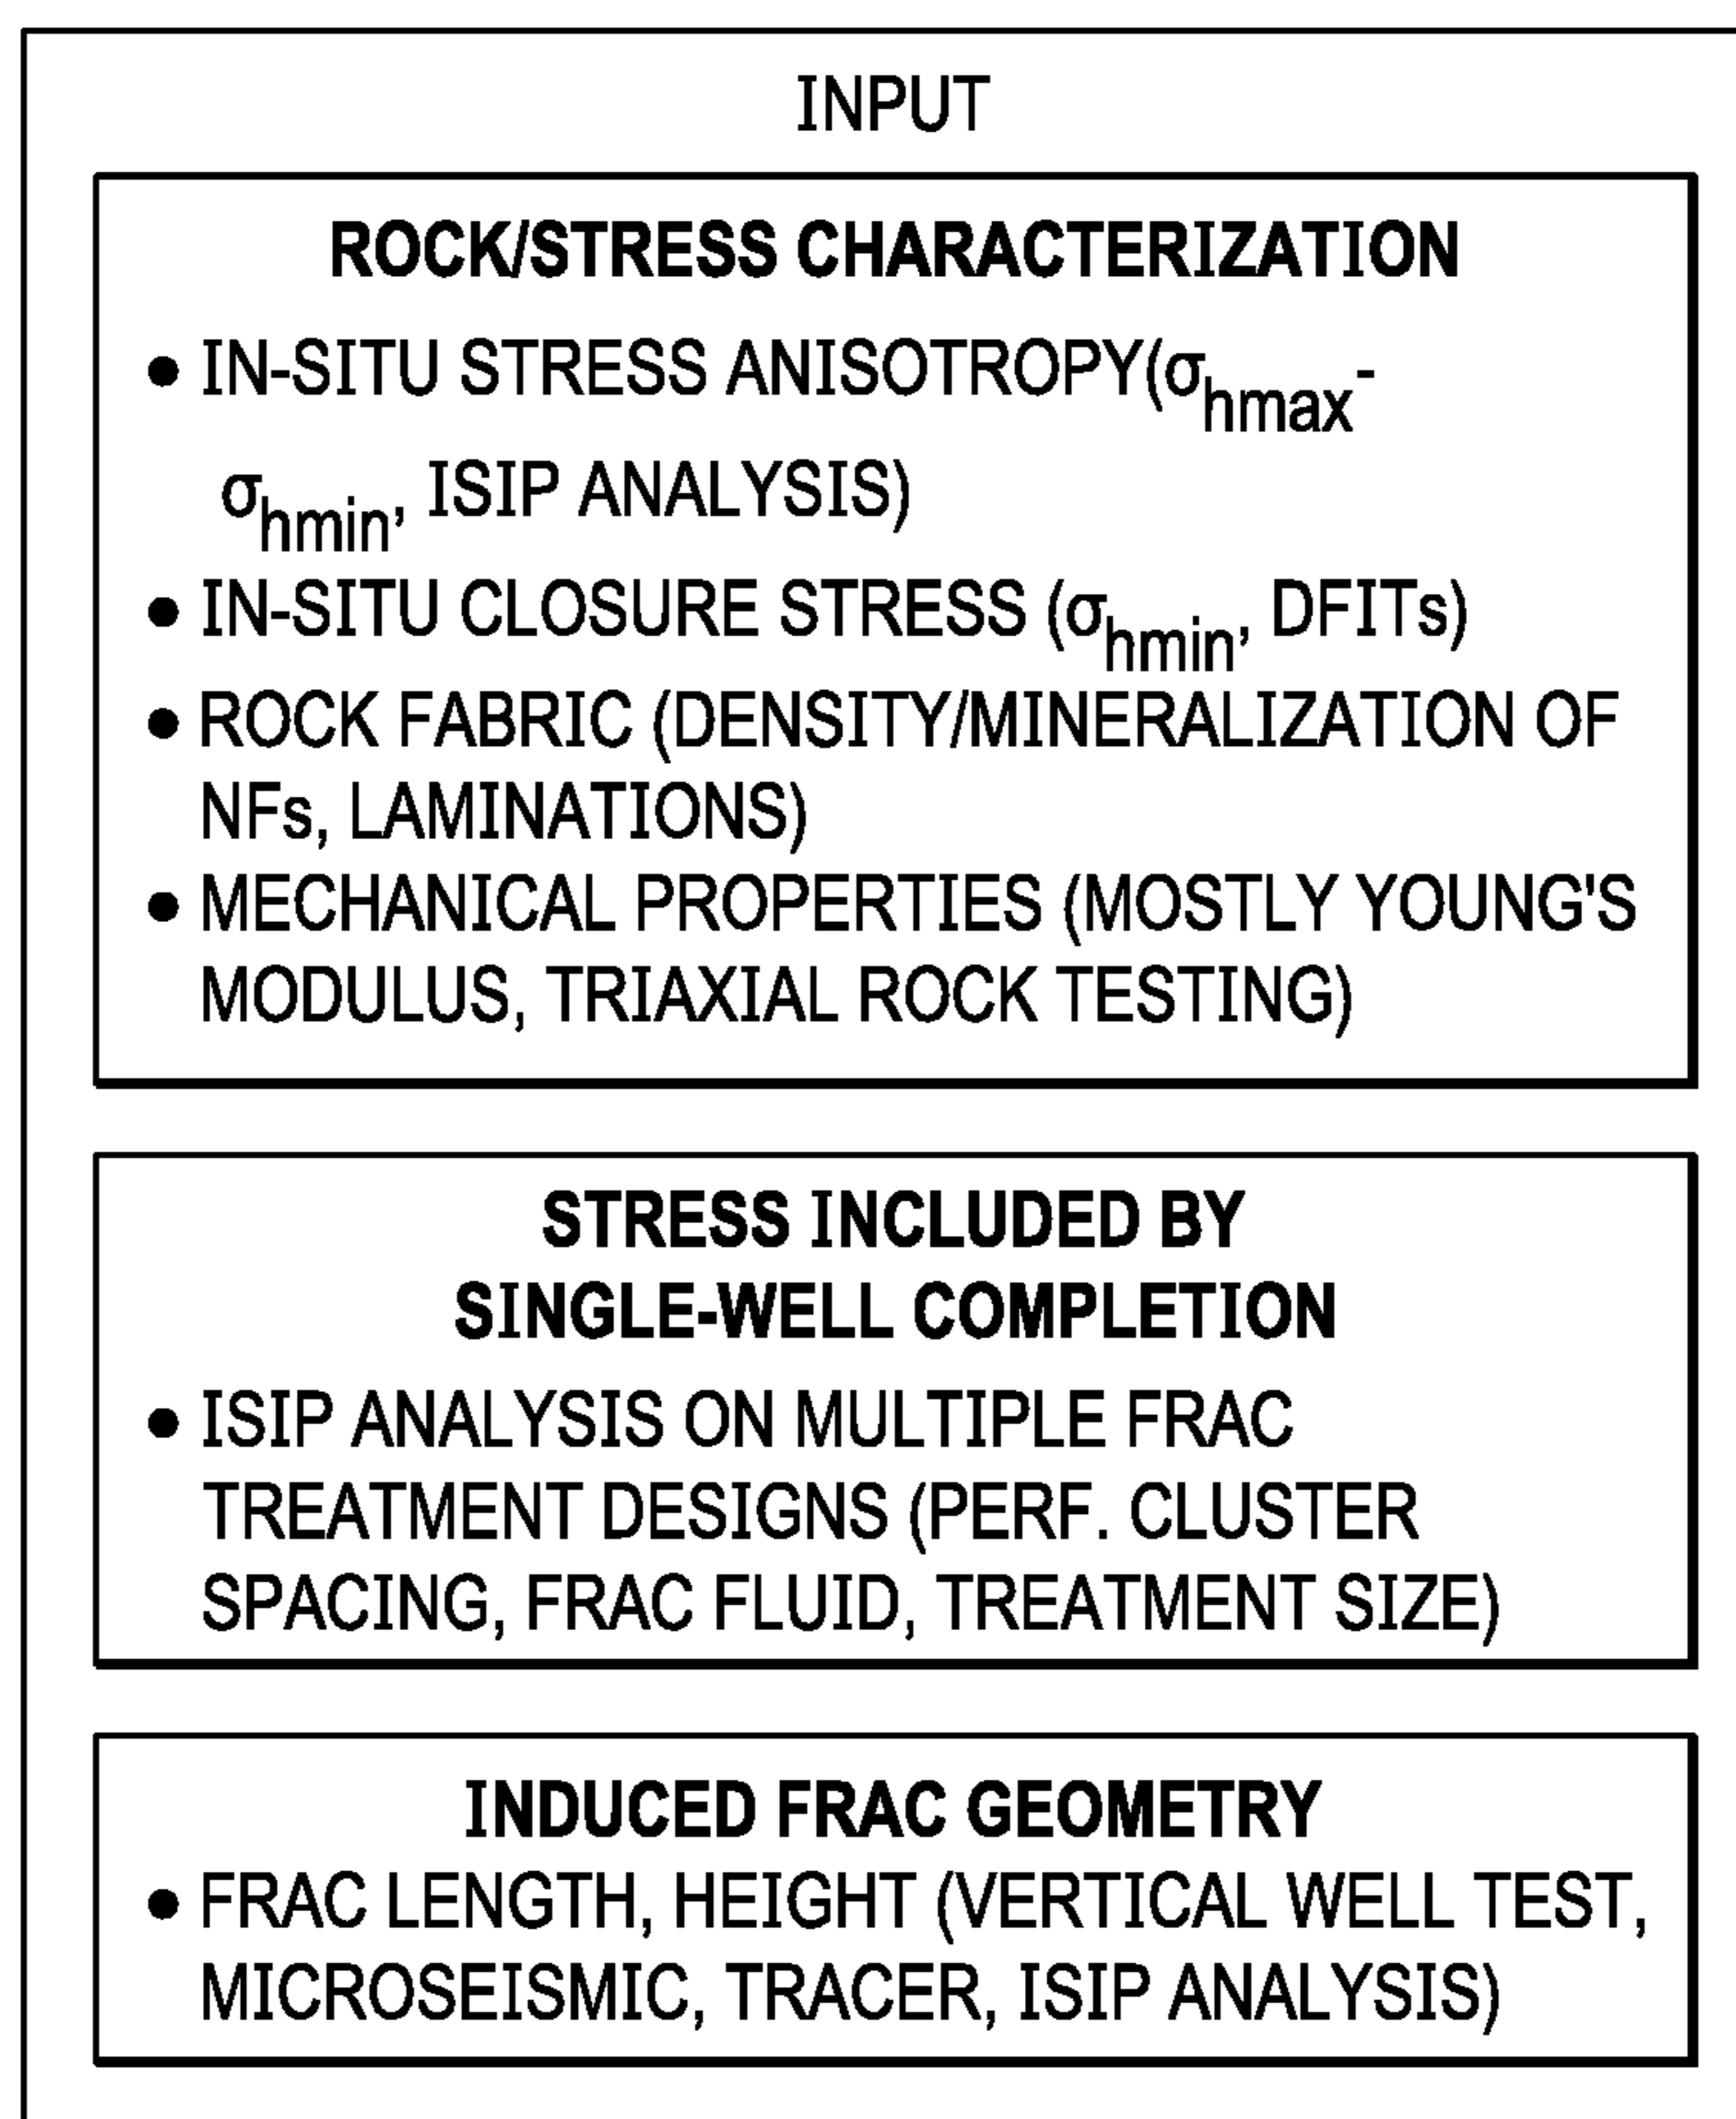 INPUT
ROCK/STRESS CHARACTERIZATION
● IN-SITU STRESS ANISOTROPY(σhmax-
σhmin, ISIP ANALYSIS)
● IN-SITU CLOSURE STRESS (σhmin, DFITs)
● ROCK FABRIC (DENSITY/MINERALIZATION OF
NFs, LAMINATIONS)
● MECHANICAL PROPERTIES (MOSTLY YOUNG'S
MODULUS, TRIAXIAL ROCK TESTING)
STRESS INCLUDED BY
SINGLE-WELL COMPLETION
● ISIP ANALYSIS ON MULTIPLE FRAC
TREATMENT DESIGNS (PERF. CLUSTER
SPACING, FRAC FLUID, TREATMENT SIZE)
INDUCED FRAC GEOMETRY
● FRAC LENGTH, HEIGHT (VERTICAL WELL TEST,
MICROSEISMIC, TRACER, ISIP ANALYSIS)